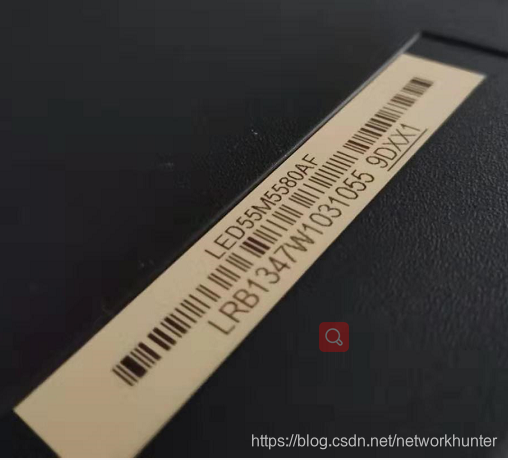 LED55M5580AF
LRB1347W1031055 9DXX1
https://blog.csdn.net/networkhunter